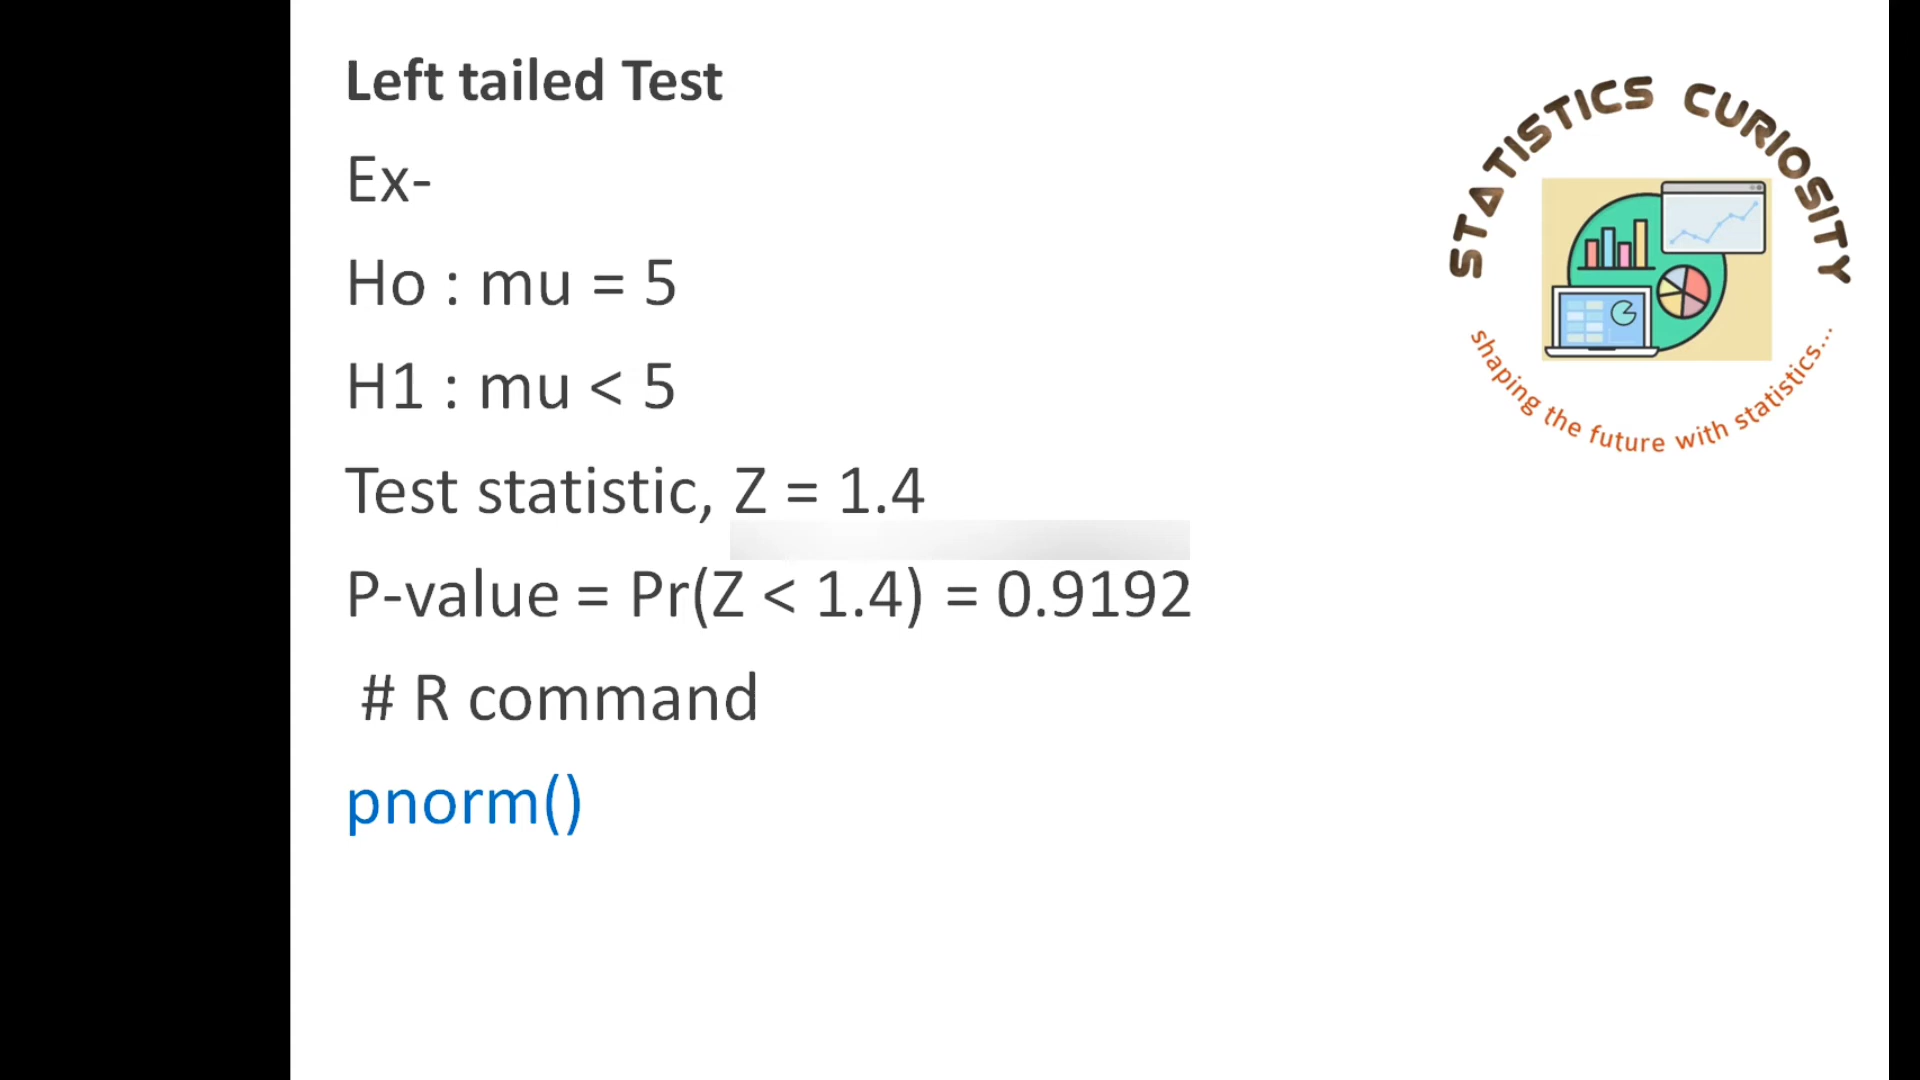 Left tailed Test
Ex-
Ho : mu = 5
H1 : mu < 5
Test statistic, Z = 1.4
P-value = Pr(Z < 1.4) = 0.9192
# R command
pnorm()
STATISTICS CURIOSITY
shaping the future with statistics...